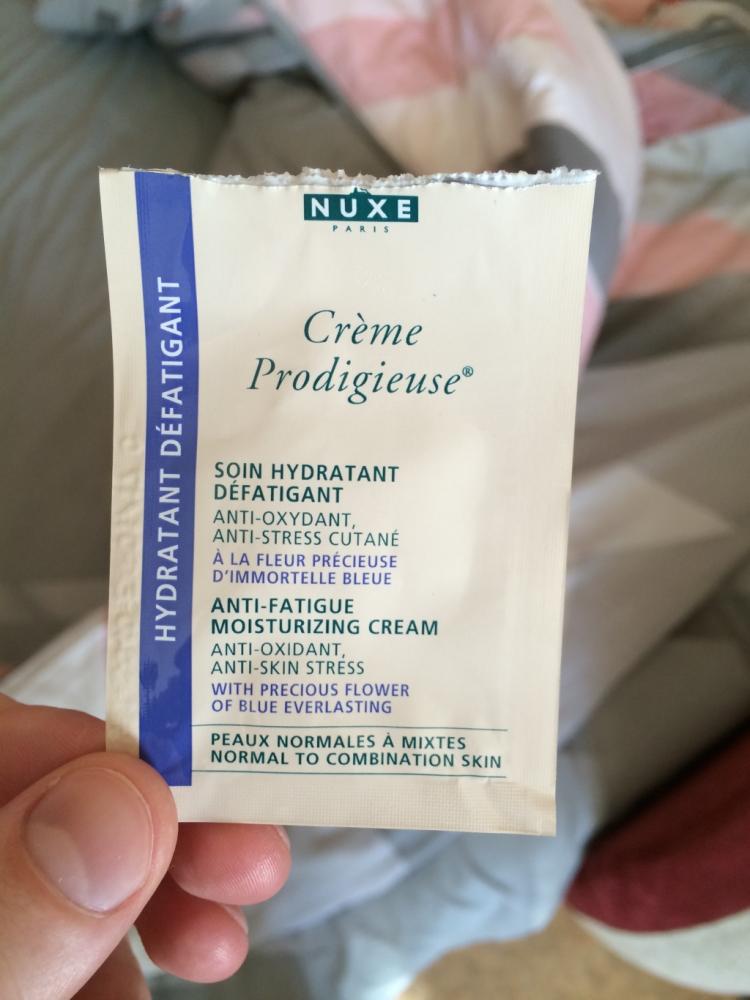 NUXE
PARIS
HYDRATANT DÉFATIGANT
Crème
Prodigieuse®
SOIN HYDRATANT
DÉFATIGANT
ANTI-OXYDANT,
ANTI-STRESS CUTANÉ
À LA FLEUR PRÉCIEUSE
D'IMMORTELLE BLEUE
ANTI-FATIGUE
MOISTURIZING CREAM
ANTI-OXIDANT,
ANTI-SKIN STRESS
WITH PRECIOUS FLOWER
OF BLUE EVERLASTING
PEAUX NORMALES À MIXTES
NORMAL TO COMBINATION SKIN